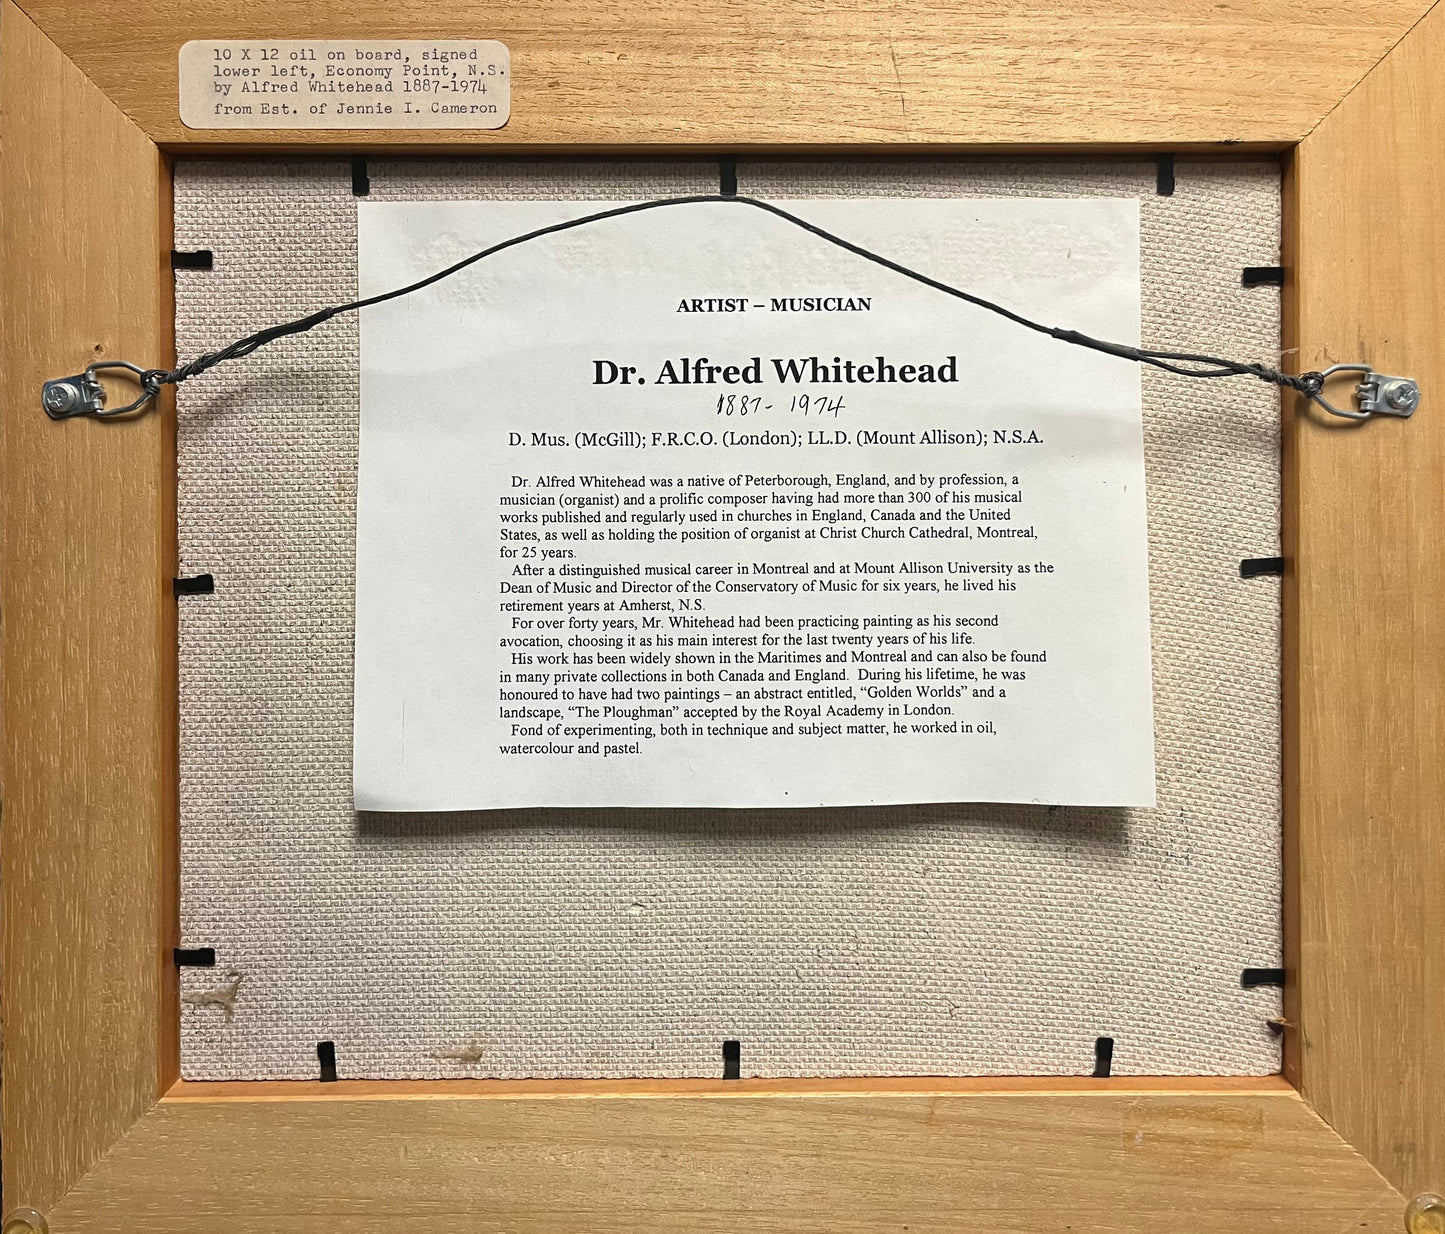 10 X 12 oil on board, signed
lower left, Economy Point, N.S.
by Alfred Whitehead 1887-1974
from Est. of Jennie I. Cameron
ARTIST – MUSICIAN
Dr. Alfred Whitehead
1887- 1974
D. Mus. (McGill); F.R.C.O. (London); LL.D. (Mount Allison); N.S.A.
Dr. Alfred Whitehead was a native of Peterborough, England, and by profession, a
musician (organist) and a prolific composer having had more than 300 of his musical
works published and regularly used in churches in England, Canada and the United
States, as well as holding the position of organist at Christ Church Cathedral, Montreal,
for 25 years.
After a distinguished musical career in Montreal and at Mount Allison University as the
Dean of Music and Director of the Conservatory of Music for six years, he lived his
retirement years at Amherst, N.S.
For over forty years, Mr. Whitehead had been practicing painting as his second
avocation, choosing it as his main interest for the last twenty years of his life.
His work has been widely shown in the Maritimes and Montreal and can also be found
in many private collections in both Canada and England. During his lifetime, he was
honoured to have had two paintings – an abstract entitled, “Golden Worlds” and a
landscape, “The Ploughman” accepted by the Royal Academy in London.
Fond of experimenting, both in technique and subject matter, he worked in oil,
watercolour and pastel.